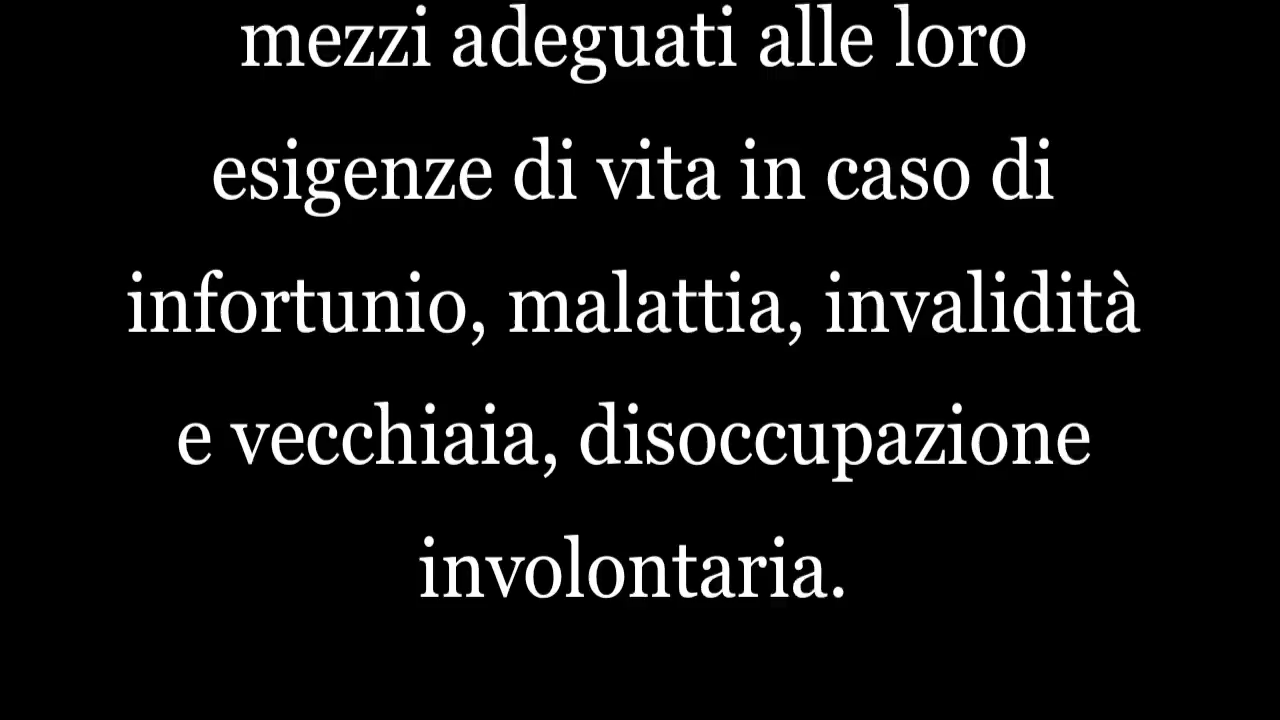 mezzi adeguati alle loro
esigenze di vita in caso di
infortunio, malattia, invalidità
e vecchiaia, disoccupazione
involontaria.